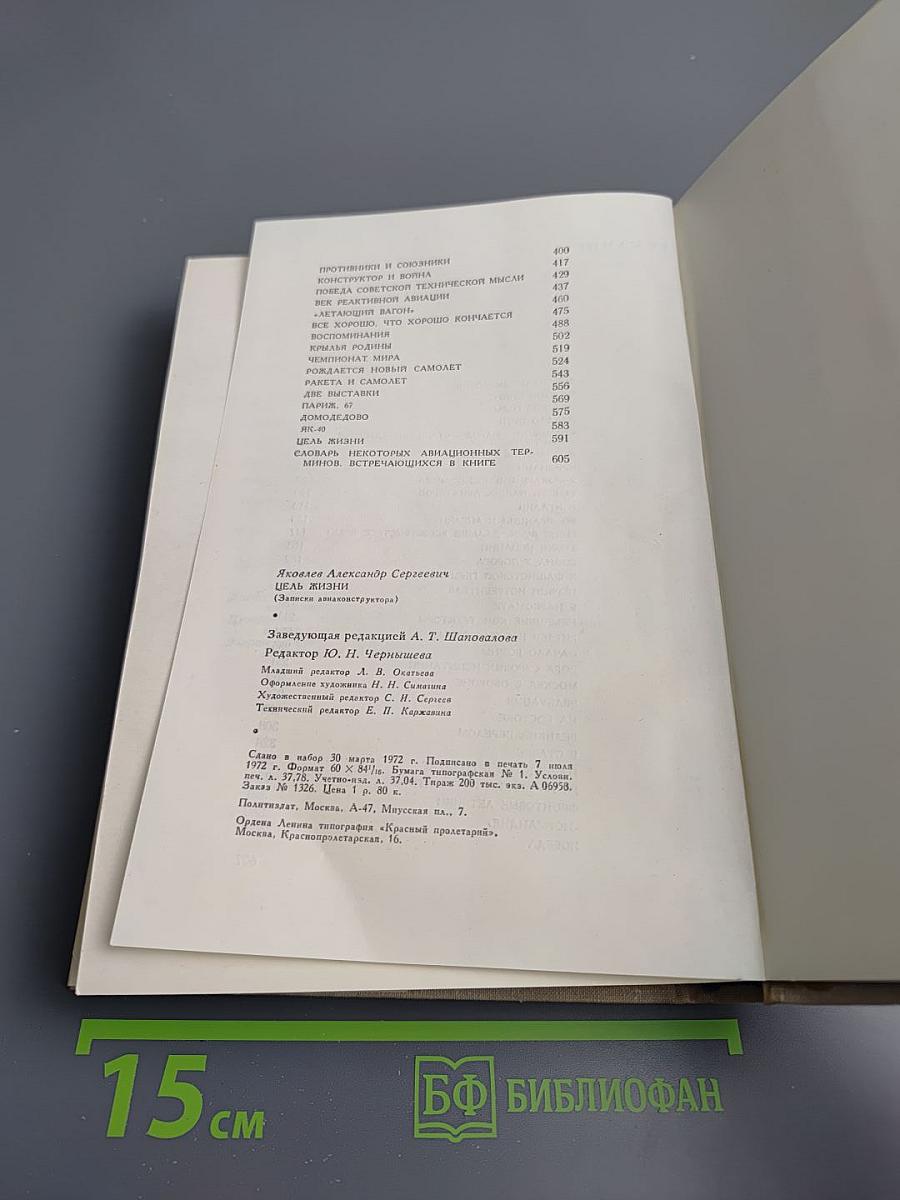 ПРОТИВНИКИ И СОЮЗНИКИ 400
КОНСТРУКТОР И ВОЙНА 417
ПОБЕДА СОВЕТСКОЙ ТЕХНИЧЕСКОЙ МЫСЛИ 429
ВЕК РЕАКТИВНОЙ АВИАЦИИ 437
«ЛЕТАЮЩИЙ ВАГОН» 460
ВСЕ ХОРОШО, ЧТО ХОРОШО КОНЧАЕТСЯ 475
ВОСПОМИНАНИЯ 488
КРЫЛЬЯ РОДИНЫ 502
ЧЕМПИОНАТ МИРА 519
РОЖДАЕТСЯ НОВЫЙ САМОЛЕТ 524
РАКЕТА И САМОЛЕТ 543
ДВЕ ВЫСТАВКИ 556
ПАРИЖ, 67 569
ДОМОДЕДОВО 575
ЯК-40 583
ЦЕЛЬ ЖИЗНИ 591
СЛОВАРЬ НЕКОТОРЫХ АВИАЦИОННЫХ ТЕР-
МИНОВ, ВСТРЕЧАЮЩИХСЯ В КНИГЕ 605
Яковлев Александр Сергеевич
ЦЕЛЬ ЖИЗНИ
(Записки авиаконструктора)
Заведующая редакцией А. Т. Шаповалова
Редактор Ю. Н. Чернышева
Младший редактор Л. В. Окатьева
Оформление художника Н. Н. Симагина
Художественный редактор С. И. Сергеев
Технический редактор Е. П. Каржавина
Сдано в набор 30 марта 1972 г. Подписано в печать 7 июля
1972 г. Формат 60 × 84¹/₁₆. Бумага типографская № 1. Условн.
печ. л. 37,78. Учетно-изд. л. 37,04. Тираж 200 тыс. экз. А 06958.
Заказ № 1326. Цена 1 р. 80 к.
Политиздат, Москва, А-47, Миусская пл., 7.
Ордена Ленина типография «Красный пролетарий».
Москва, Краснопролетарская, 16.
15 см
БФ БИБЛИОФАН